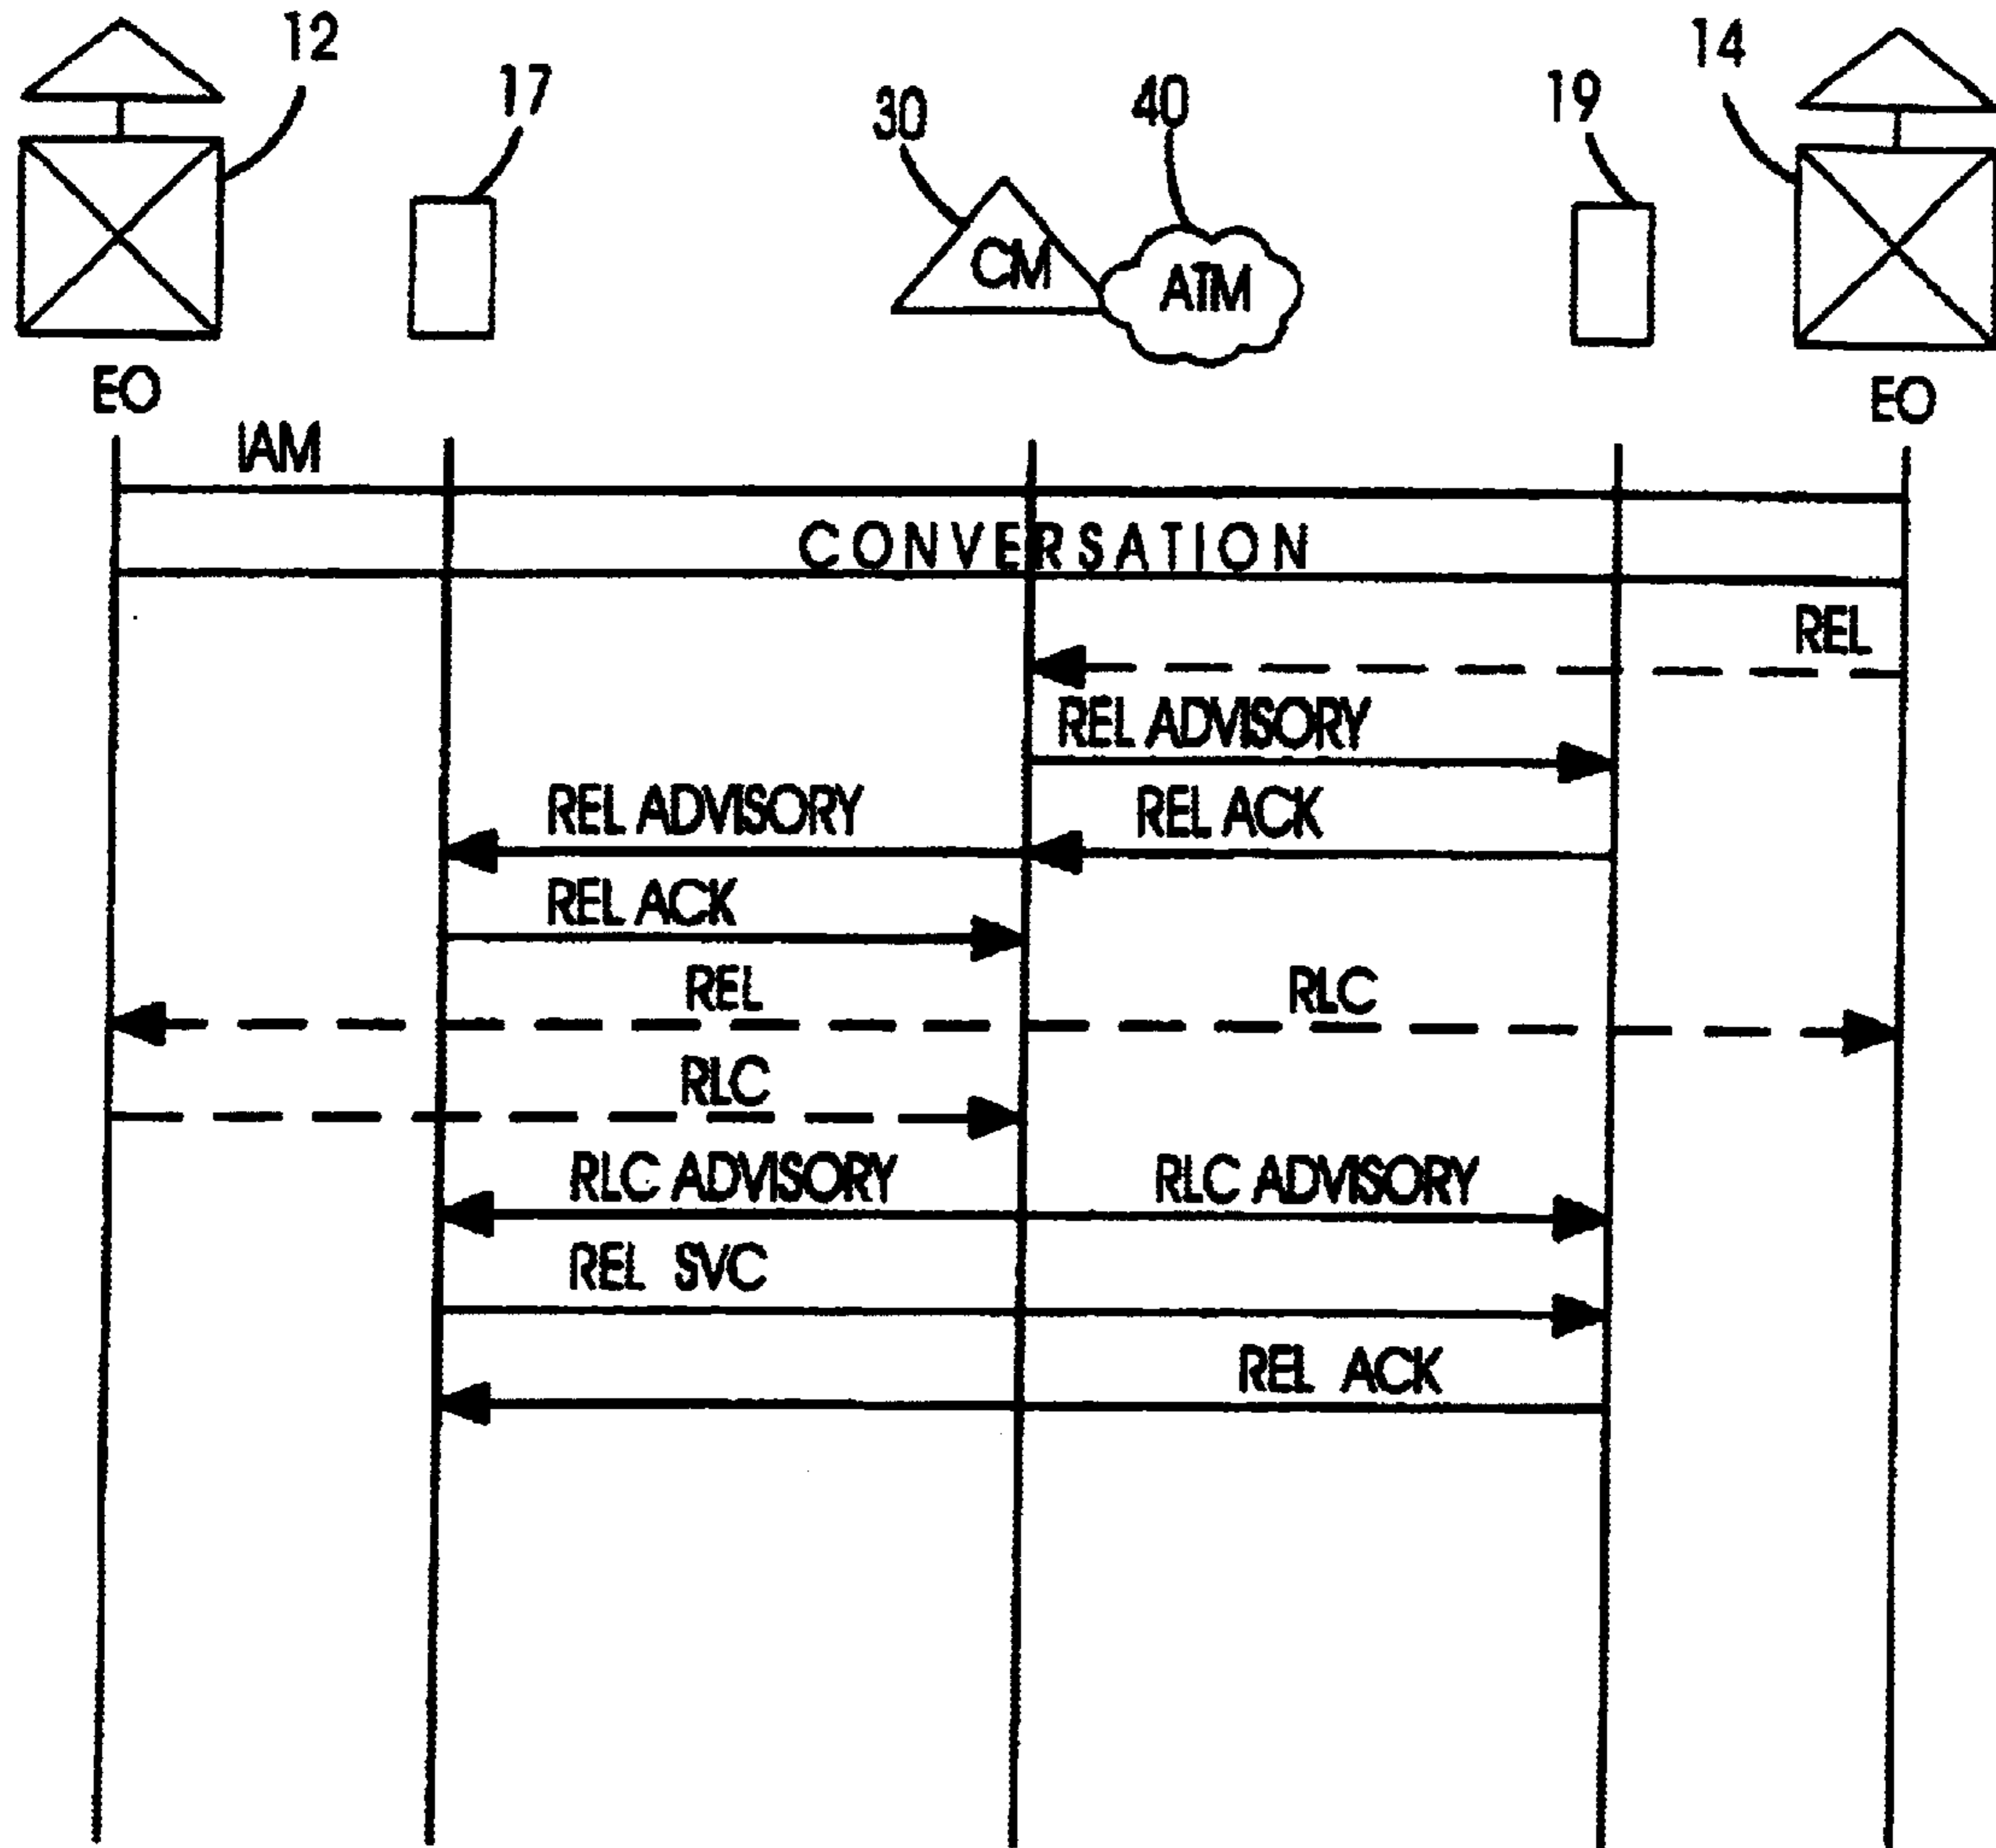 12
17
30
40
19
14
CM
ATM
EO
EO
IAM
CONVERSATION
REL
REL ADVISORY
REL ADVISORY
REL ACK
REL ACK
REL
RLC
RLC
RLC ADVISORY
RLC ADVISORY
REL SVC
REL ACK